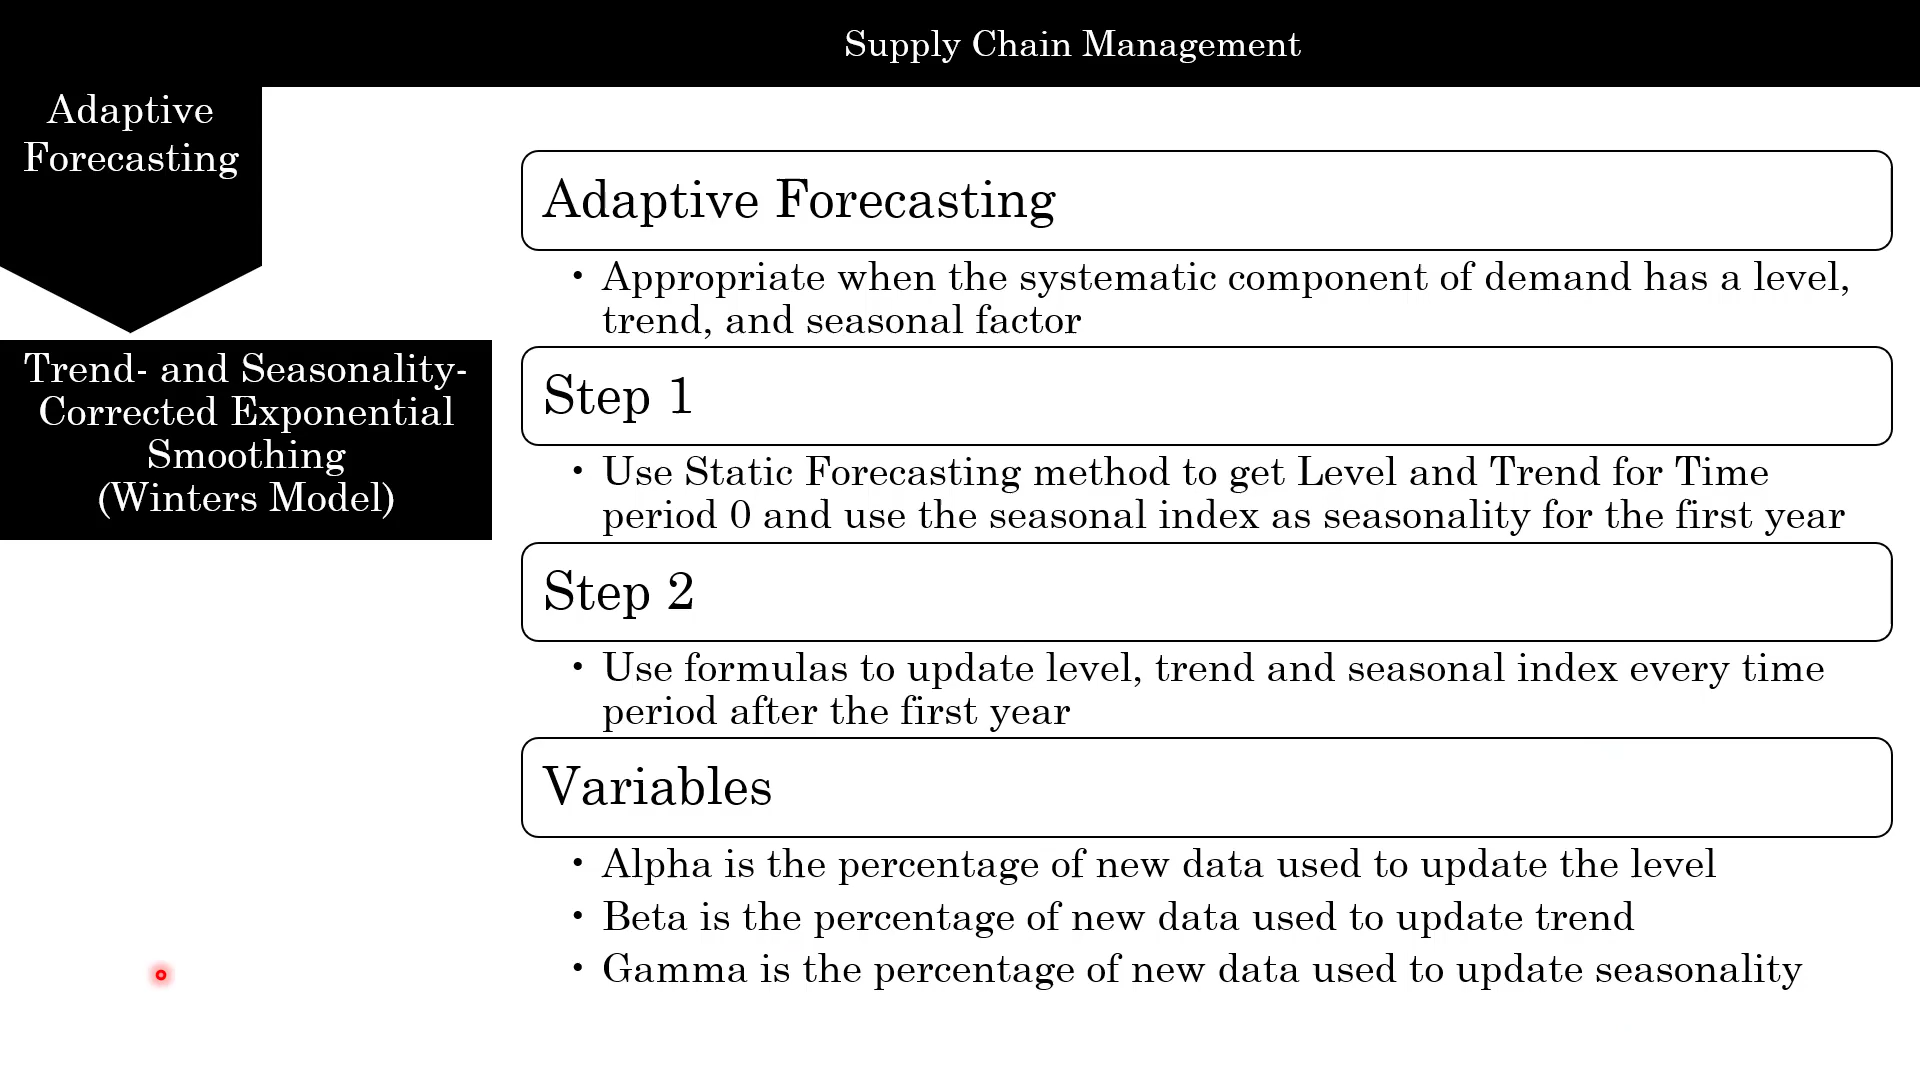 Supply Chain Management
Adaptive
Forecasting
Trend- and Seasonality-
Corrected Exponential
Smoothing
(Winters Model)
Adaptive Forecasting
• Appropriate when the systematic component of demand has a level,
trend, and seasonal factor
Step 1
• Use Static Forecasting method to get Level and Trend for Time
period 0 and use the seasonal index as seasonality for the first year
Step 2
• Use formulas to update level, trend and seasonal index every time
period after the first year
Variables
• Alpha is the percentage of new data used to update the level
• Beta is the percentage of new data used to update trend
• Gamma is the percentage of new data used to update seasonality